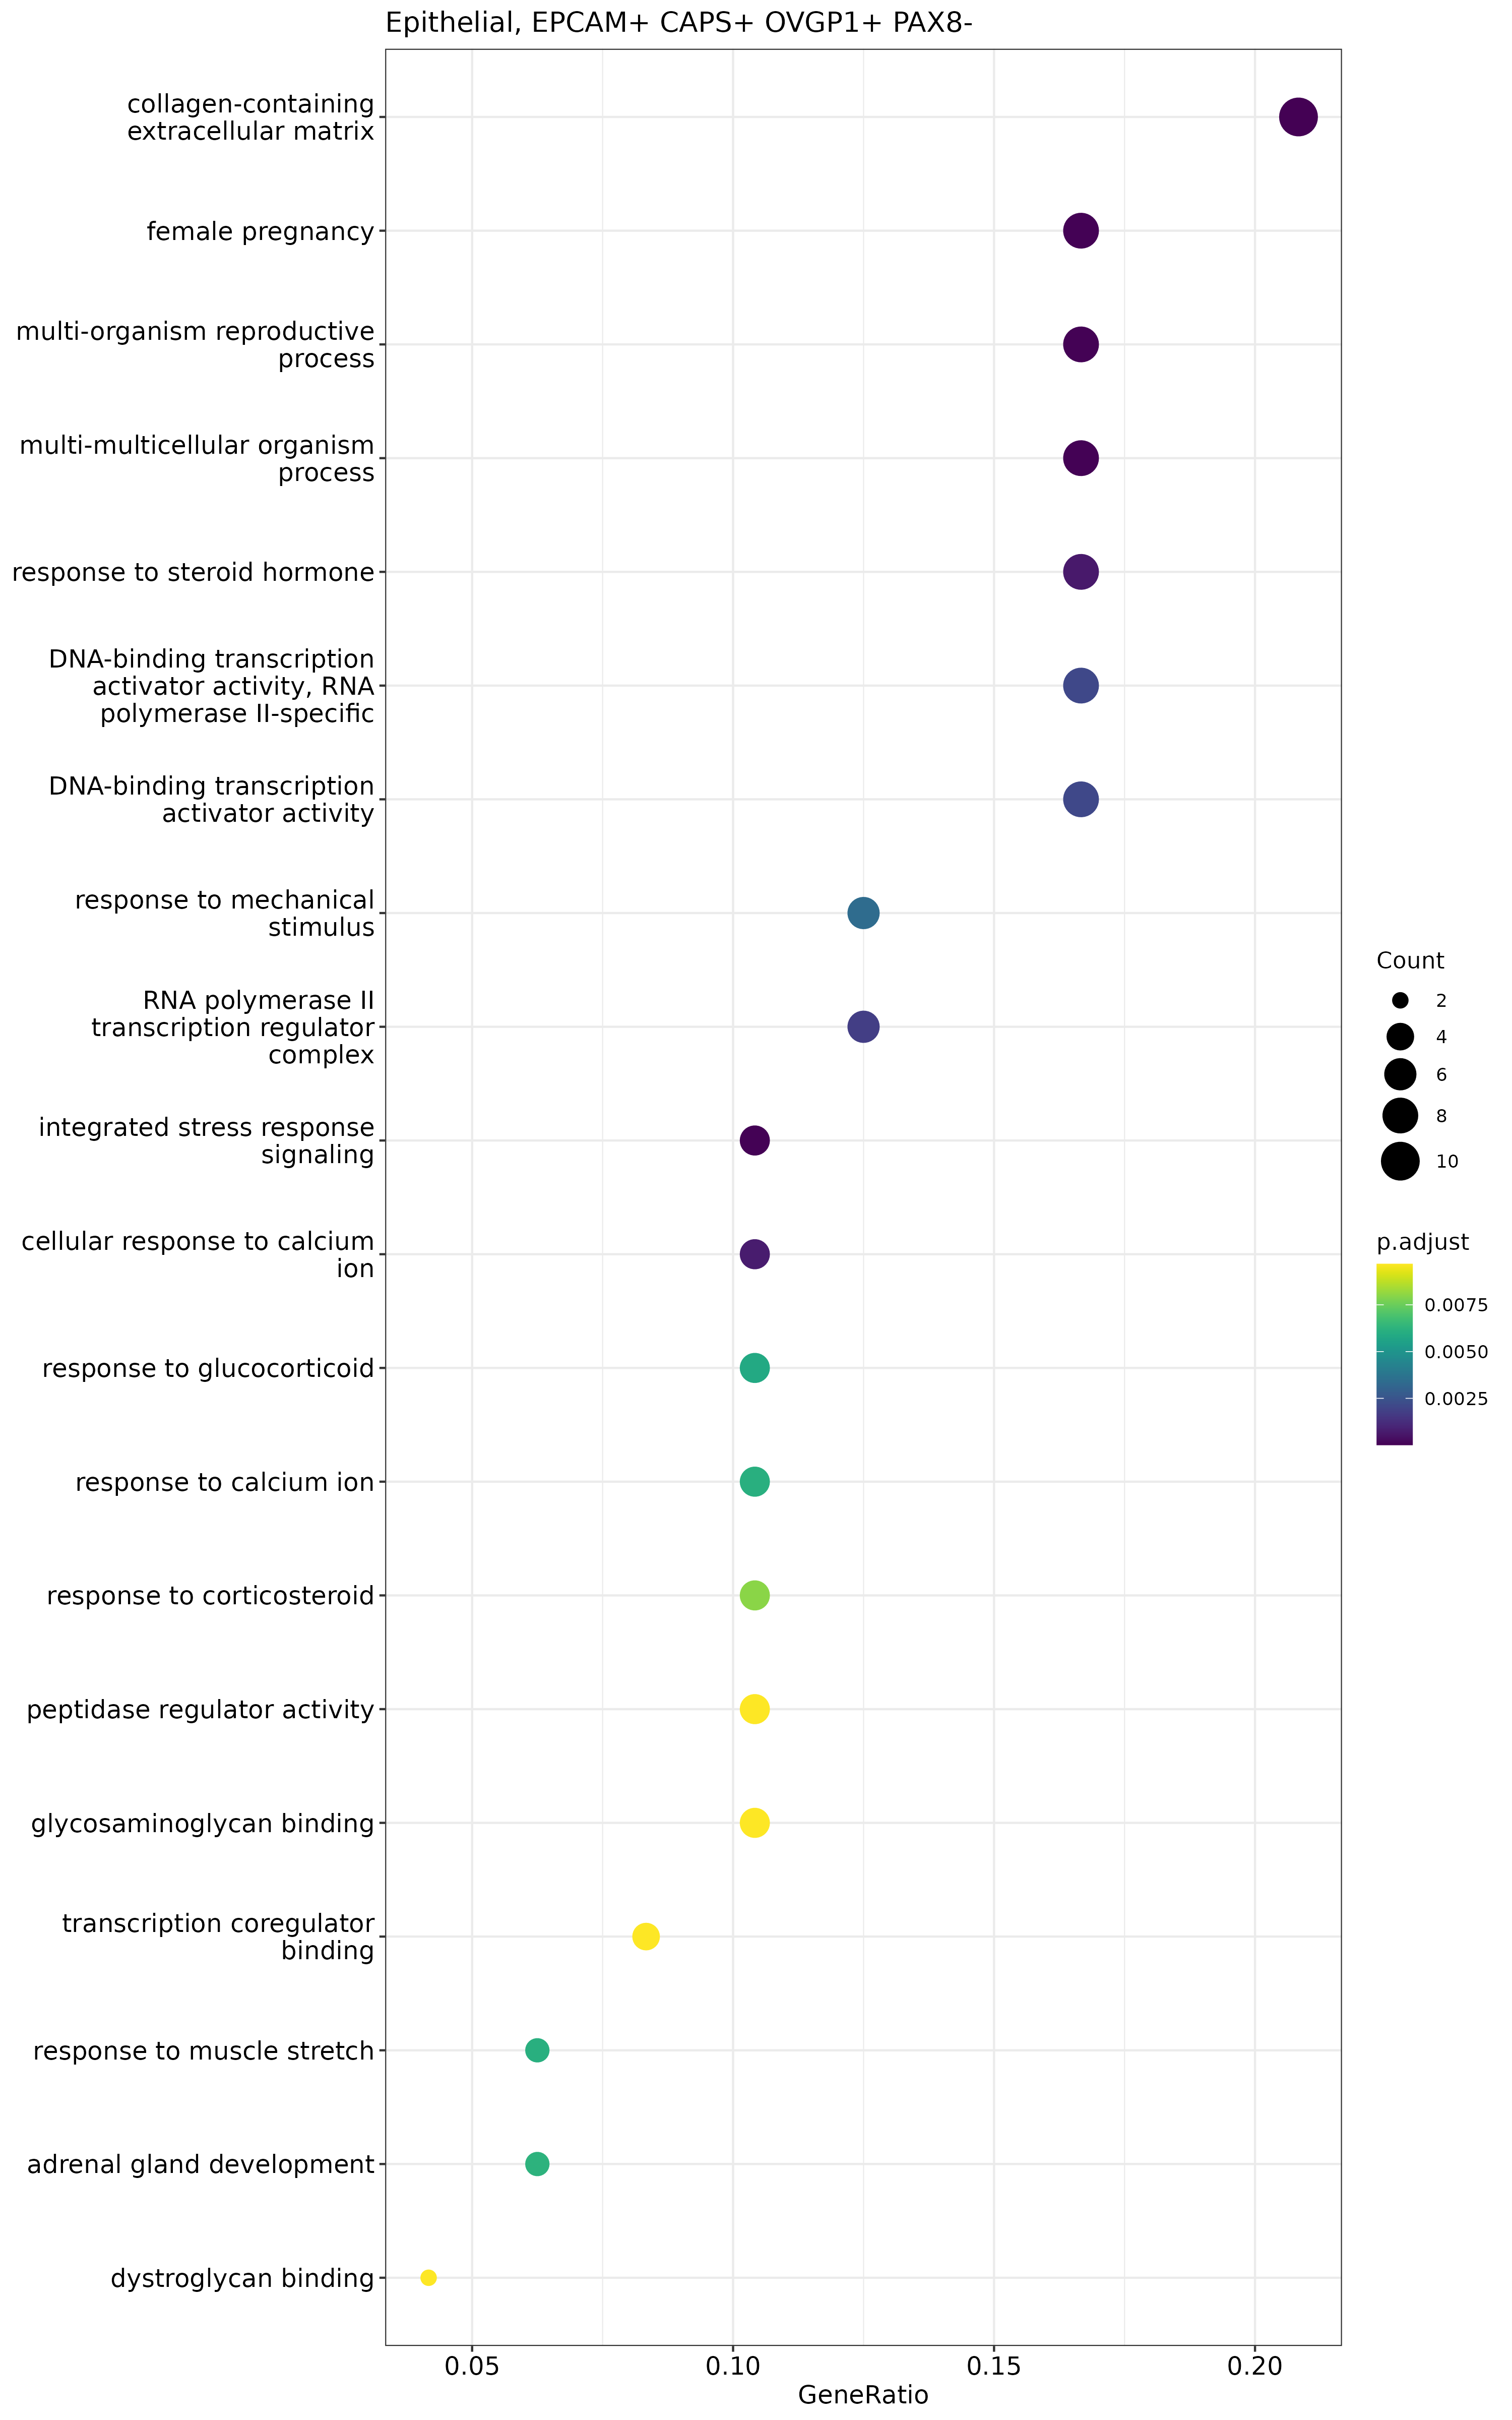 Epithelial, EPCAM+ CAPS+ OVGP1+ PAX8-
collagen-containing
extracellular matrix
female pregnancy
multi-organism reproductive
process
multi-multicellular organism
process
response to steroid hormone
DNA-binding transcription
activator activity, RNA
polymerase II-specific
DNA-binding transcription
activator activity
response to mechanical
stimulus
RNA polymerase II
transcription regulator
complex
integrated stress response
signaling
cellular response to calcium
ion
response to glucocorticoid
response to calcium ion
response to corticosteroid
peptidase regulator activity
glycosaminoglycan binding
transcription coregulator
binding
response to muscle stretch
adrenal gland development
dystroglycan binding
0.05
0.10
0.15
0.20
GeneRatio
Count
2
4
6
8
10
p.adjust
0.0075
0.0050
0.0025